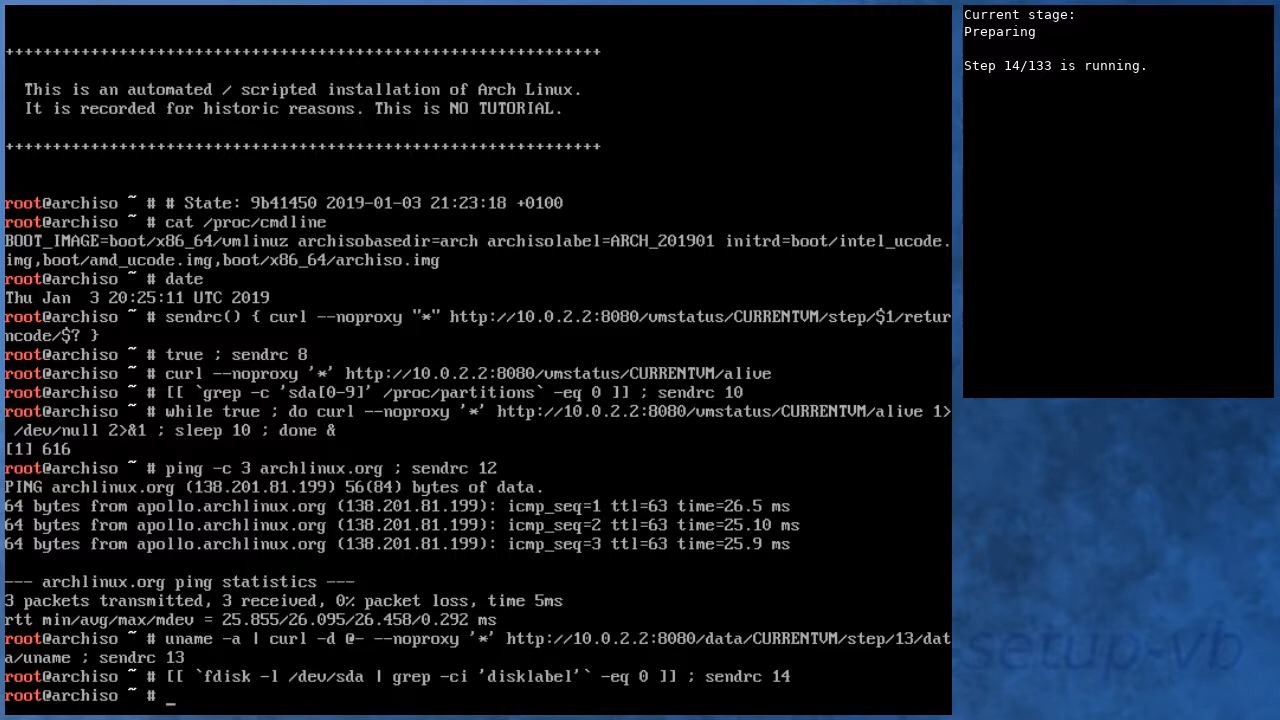 ++++++++++++++++++++++++++++++++++++++++++++++++++++++++++++++++
This is an automated / scripted installation of Arch Linux.
It is recorded for historic reasons. This is NO TUTORIAL.
++++++++++++++++++++++++++++++++++++++++++++++++++++++++++++++++
root@archiso ~ # # State: 9b41450 2019-01-03 21:23:18 +0100
root@archiso ~ # cat /proc/cmdline
BOOT_IMAGE=boot/x86_64/vmlinuz archisobasedir=arch archisolabel=ARCH_201901 initrd=boot/intel_ucode.
img,boot/amd_ucode.img,boot/x86_64/archiso.img
root@archiso ~ # date
Thu Jan  3 20:25:11 UTC 2019
root@archiso ~ # sendrc() { curl --noproxy "*" http://10.0.2.2:8080/vmstatus/CURRENTVM/step/$1/retur
ncode/$? }
root@archiso ~ # true ; sendrc 8
root@archiso ~ # curl --noproxy '*' http://10.0.2.2:8080/vmstatus/CURRENTVM/alive
root@archiso ~ # [[ `grep -c 'sda[0-9]' /proc/partitions` -eq 0 ]] ; sendrc 10
root@archiso ~ # while true ; do curl --noproxy '*' http://10.0.2.2:8080/vmstatus/CURRENTVM/alive 1>
/dev/null 2>&1 ; sleep 10 ; done &
[1] 616
root@archiso ~ # ping -c 3 archlinux.org ; sendrc 12
PING archlinux.org (138.201.81.199) 56(84) bytes of data.
64 bytes from apollo.archlinux.org (138.201.81.199): icmp_seq=1 ttl=63 time=26.5 ms
64 bytes from apollo.archlinux.org (138.201.81.199): icmp_seq=2 ttl=63 time=25.10 ms
64 bytes from apollo.archlinux.org (138.201.81.199): icmp_seq=3 ttl=63 time=25.9 ms
--- archlinux.org ping statistics ---
3 packets transmitted, 3 received, 0% packet loss, time 5ms
rtt min/avg/max/mdev = 25.855/26.095/26.458/0.292 ms
root@archiso ~ # uname -a | curl -d @- --noproxy '*' http://10.0.2.2:8080/data/CURRENTVM/step/13/dat
a/uname ; sendrc 13
root@archiso ~ # [[ `fdisk -l /dev/sda | grep -ci 'disklabel'` -eq 0 ]] ; sendrc 14
root@archiso ~ # _
Current stage:
Preparing
Step 14/133 is running.
setup-vb